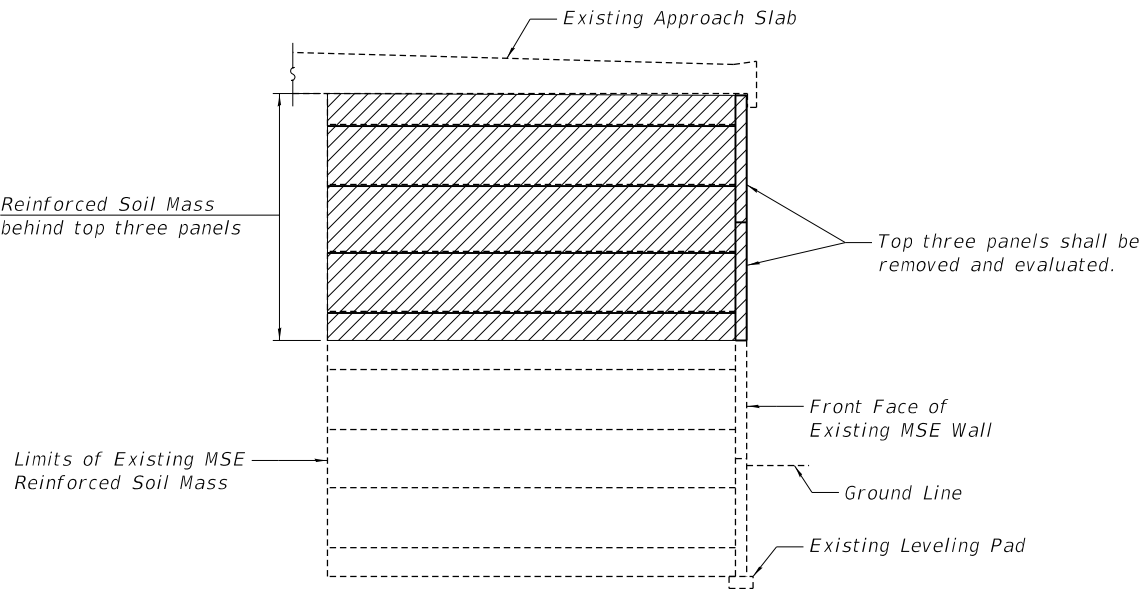 Existing Approach Slab
Reinforced Soil Mass
behind top three panels
Top three panels shall be
removed and evaluated.
Front Face of
Existing MSE Wall
Limits of Existing MSE
Reinforced Soil Mass
Ground Line
Existing Leveling Pad